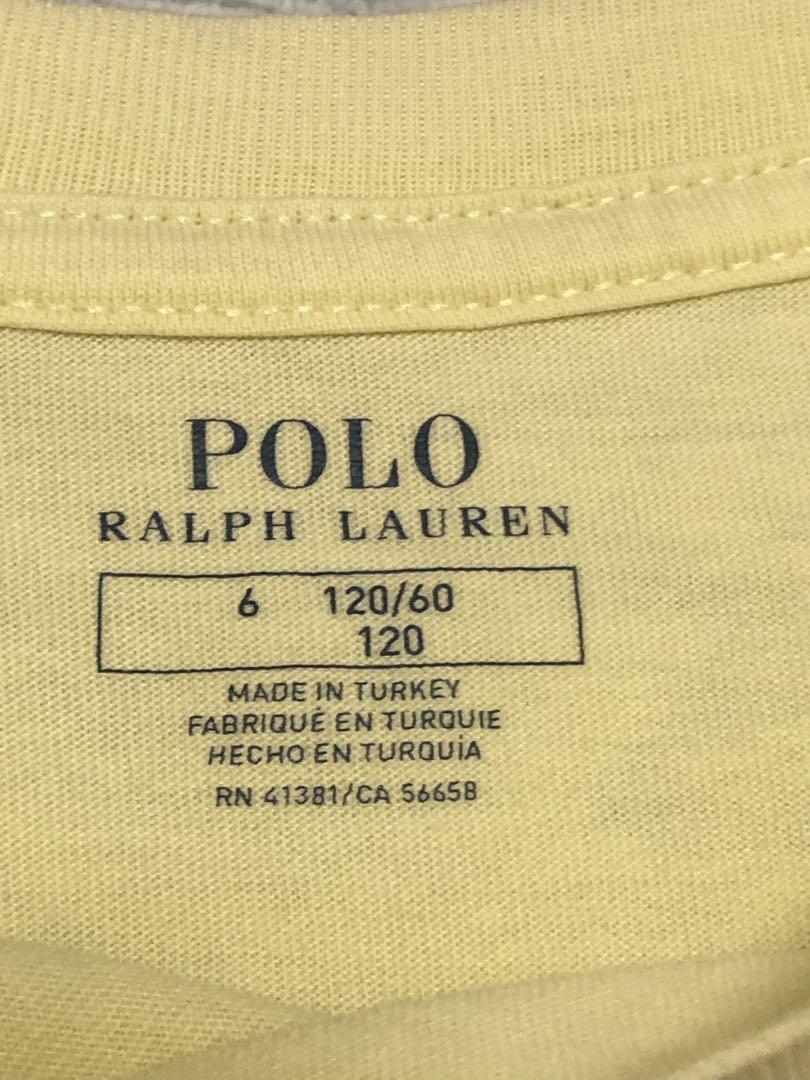 POLO
RALPH LAUREN
6 120/60
120
MADE IN TURKEY
FABRIQUÉ EN TURQUIE
HECHO EN TURQUÍA
RN 41381/CA 56658